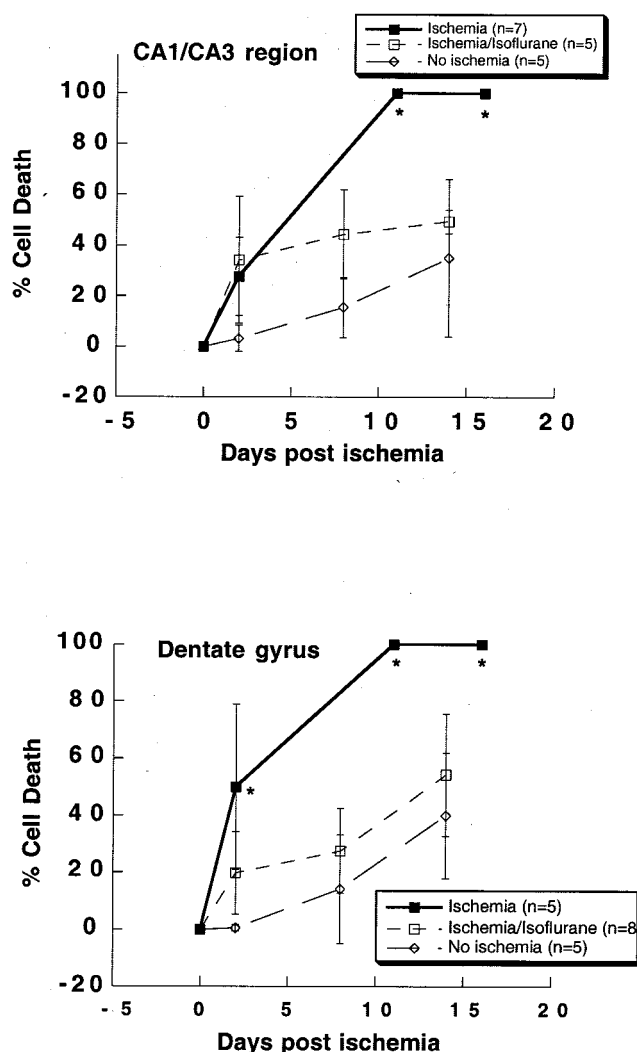 CA1/CA3 region
Ischemia (n=7)
Ischemia/Isoflurane (n=5)
No ischemia (n=5)
100
80
60
40
20
0
-20
% Cell Death
-5 0 5 10 15 20
Days post ischemia
Dentate gyrus
100
80
60
40
20
0
-20
% Cell Death
* * * * *
Ischemia (n=5)
Ischemia/Isoflurane (n=8
No ischemia (n=5)
-5 0 5 10 15 20
Days post ischemia